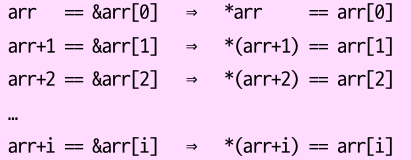 arr   == &arr[0]   ⇒   *arr     == arr[0]
arr+1 == &arr[1]   ⇒   *(arr+1) == arr[1]
arr+2 == &arr[2]   ⇒   *(arr+2) == arr[2]
…
arr+i == &arr[i]   ⇒   *(arr+i) == arr[i]